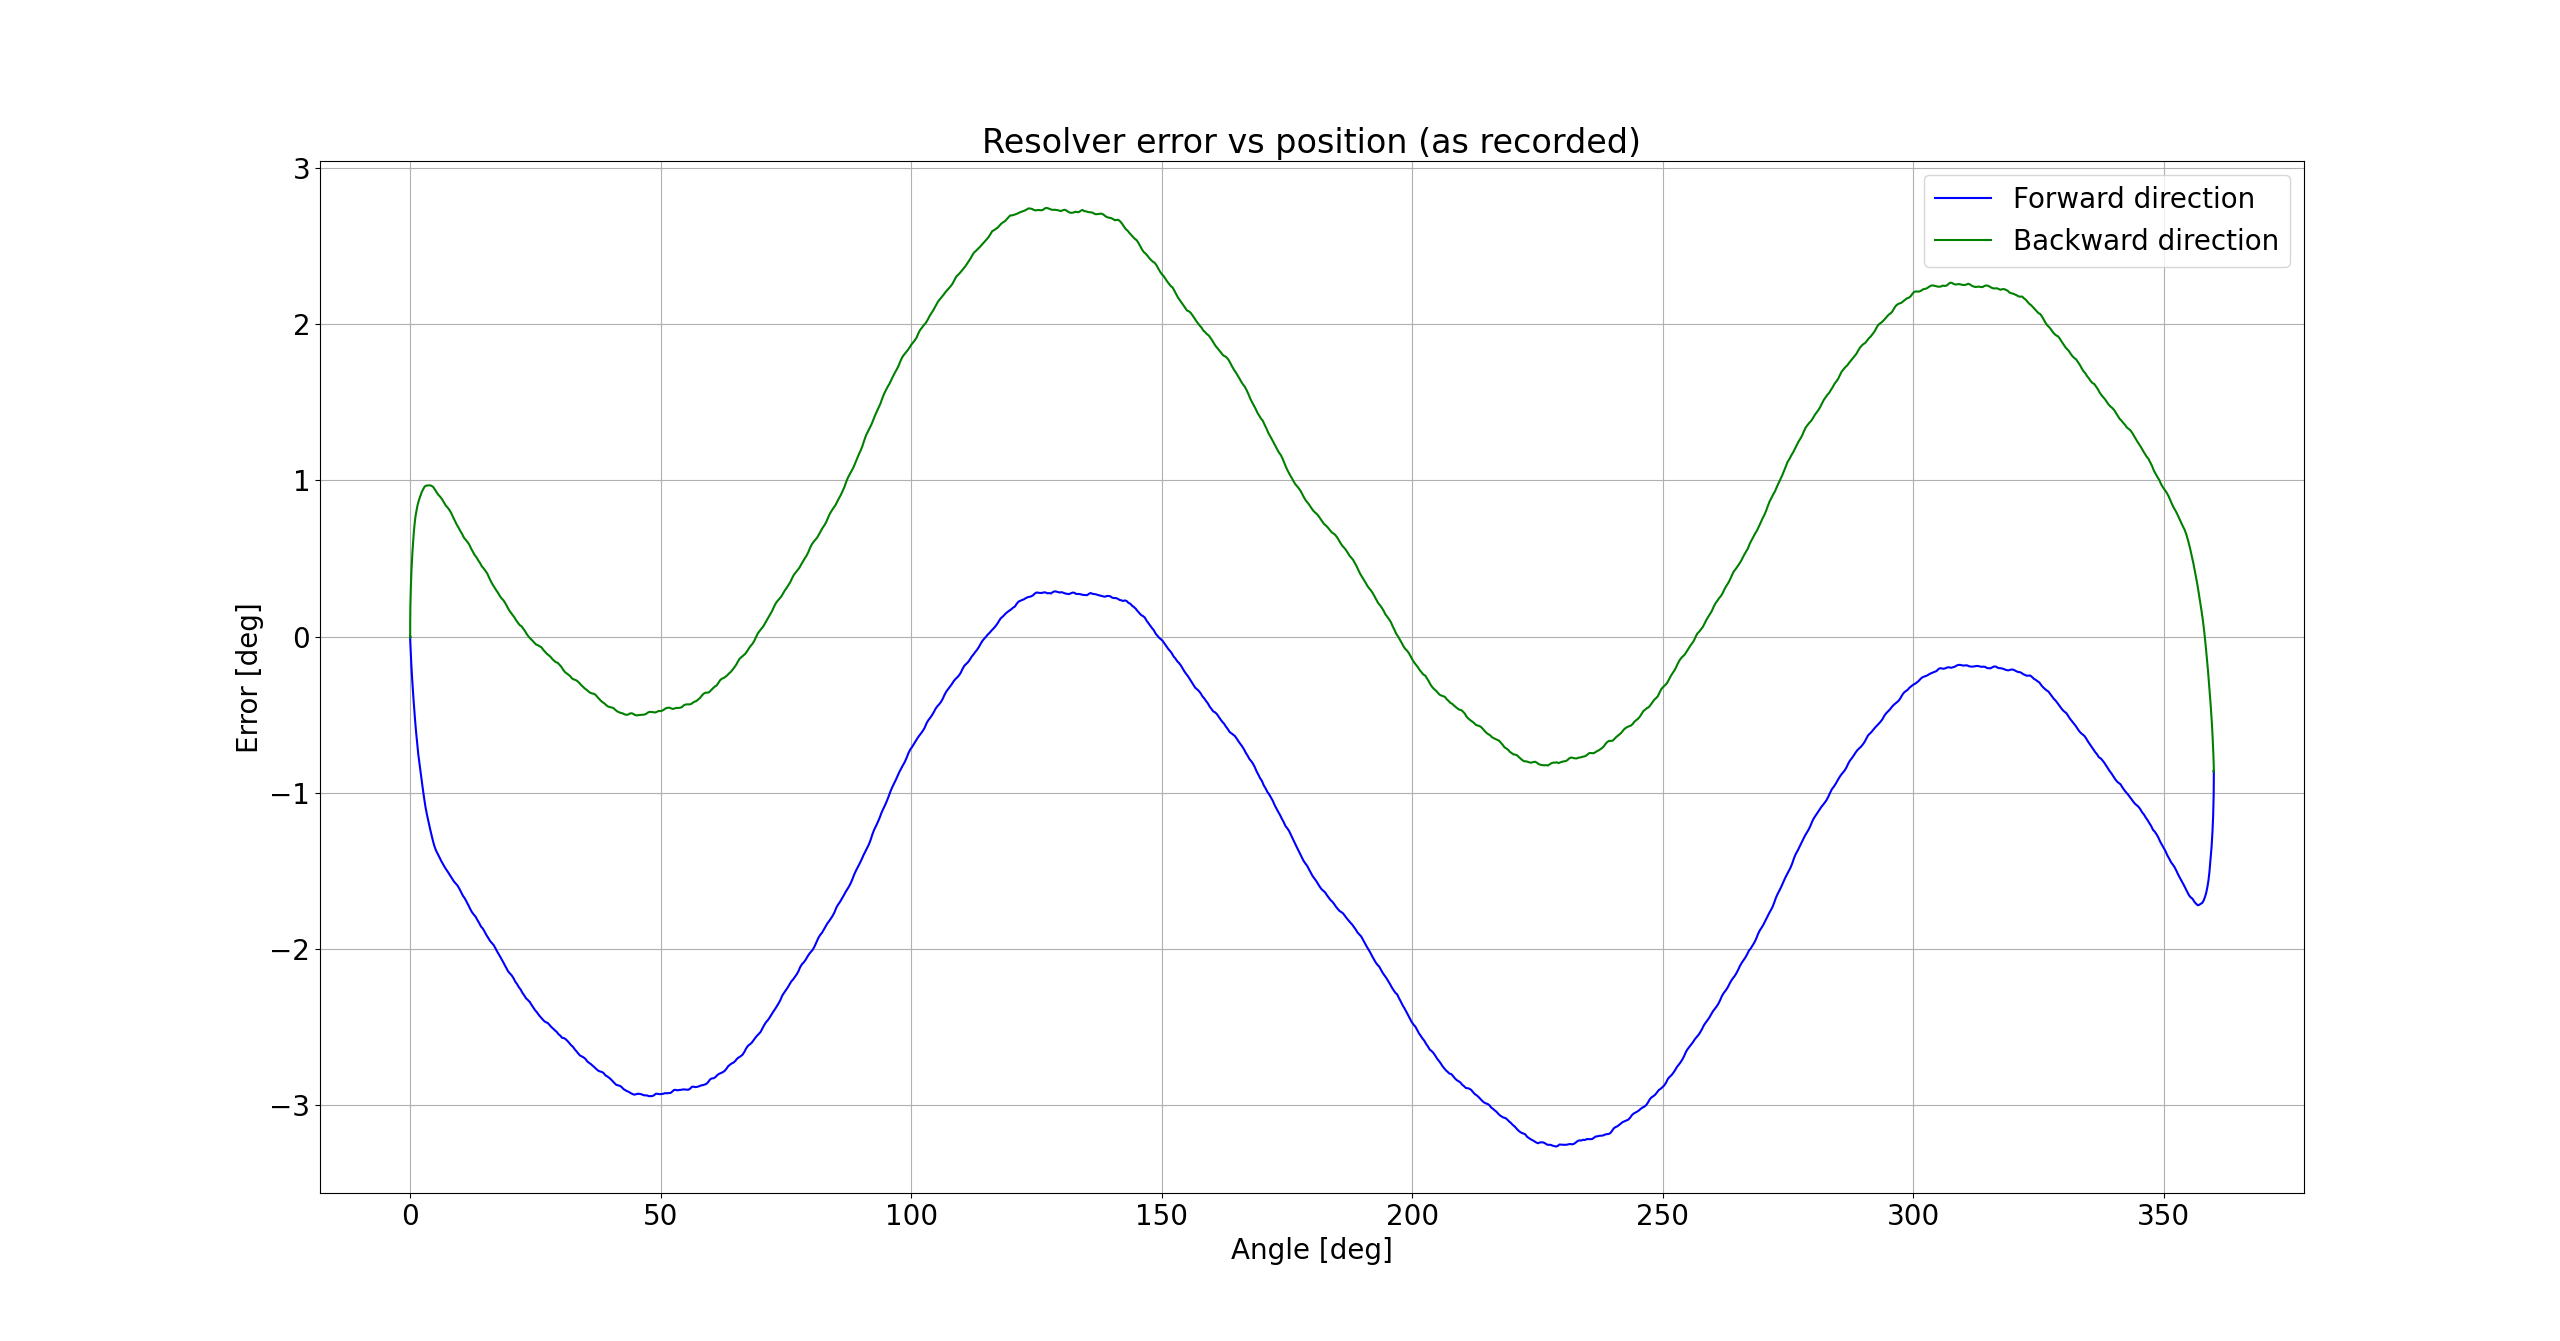 Resolver error vs position (as recorded)
Forward direction
Backward direction
3
2
1
0
−1
−2
−3
Error [deg]
0 50 100 150 200 250 300 350
Angle [deg]